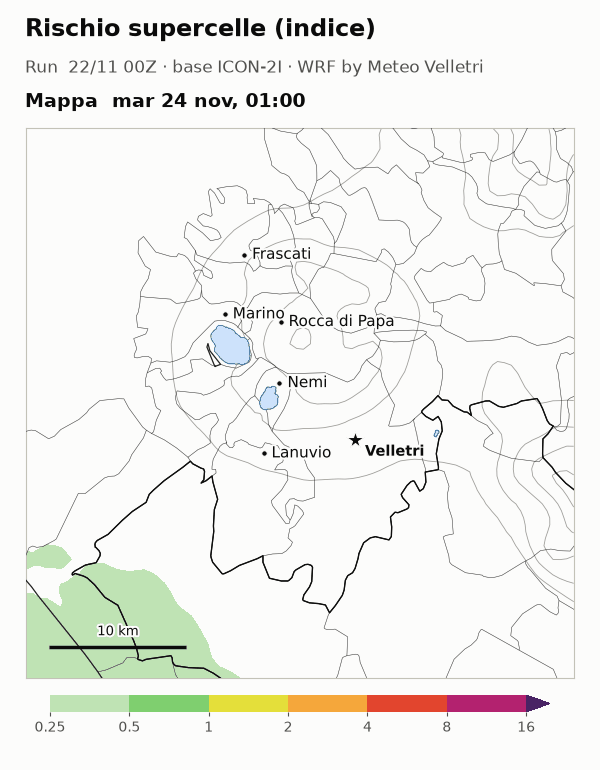 Rischio supercelle (indice)
Run  22/11 00Z · base ICON-2I · WRF by Meteo Velletri
Mappa  mar 24 nov, 01:00
Frascati
Marino
Rocca di Papa
Nemi
Velletri
Lanuvio
10 km
0.25 0.5 1 2 4 8 16